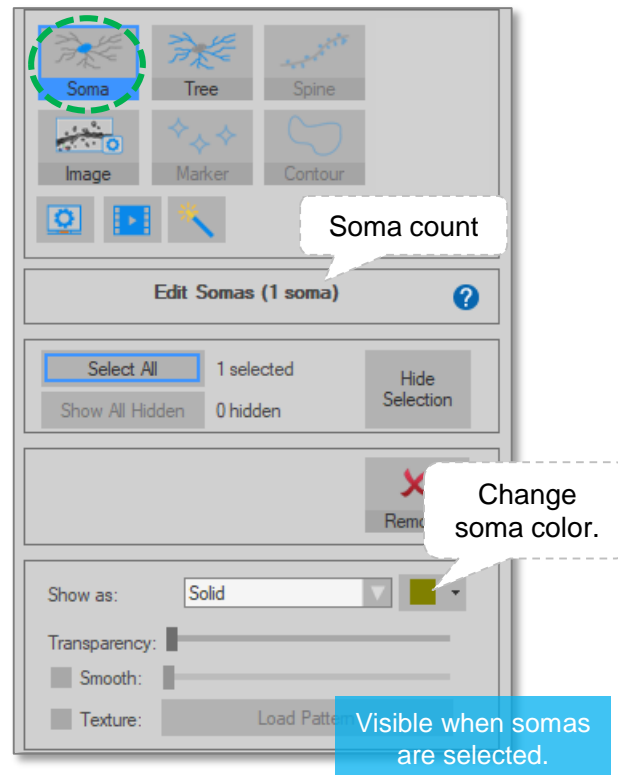 Soma Tree Spine
Image Marker Contour
Soma count
Edit Somas (1 soma) ?
Select All 1 selected Hide
Selection
Show All Hidden 0 hidden
Change
soma color.
Show as: Solid
Transparency:
Smooth:
Texture: Load
Visible when somas
are selected.